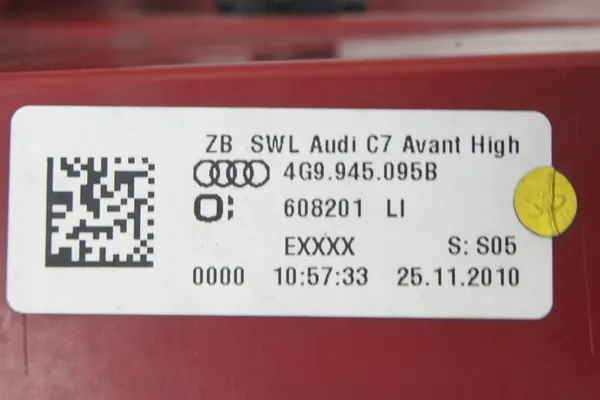 ZB SWL Audi C7 Avant High
4G9.945.095B
608201 LI
EXXXX S: S05
0000 10:57:33 25.11.2010